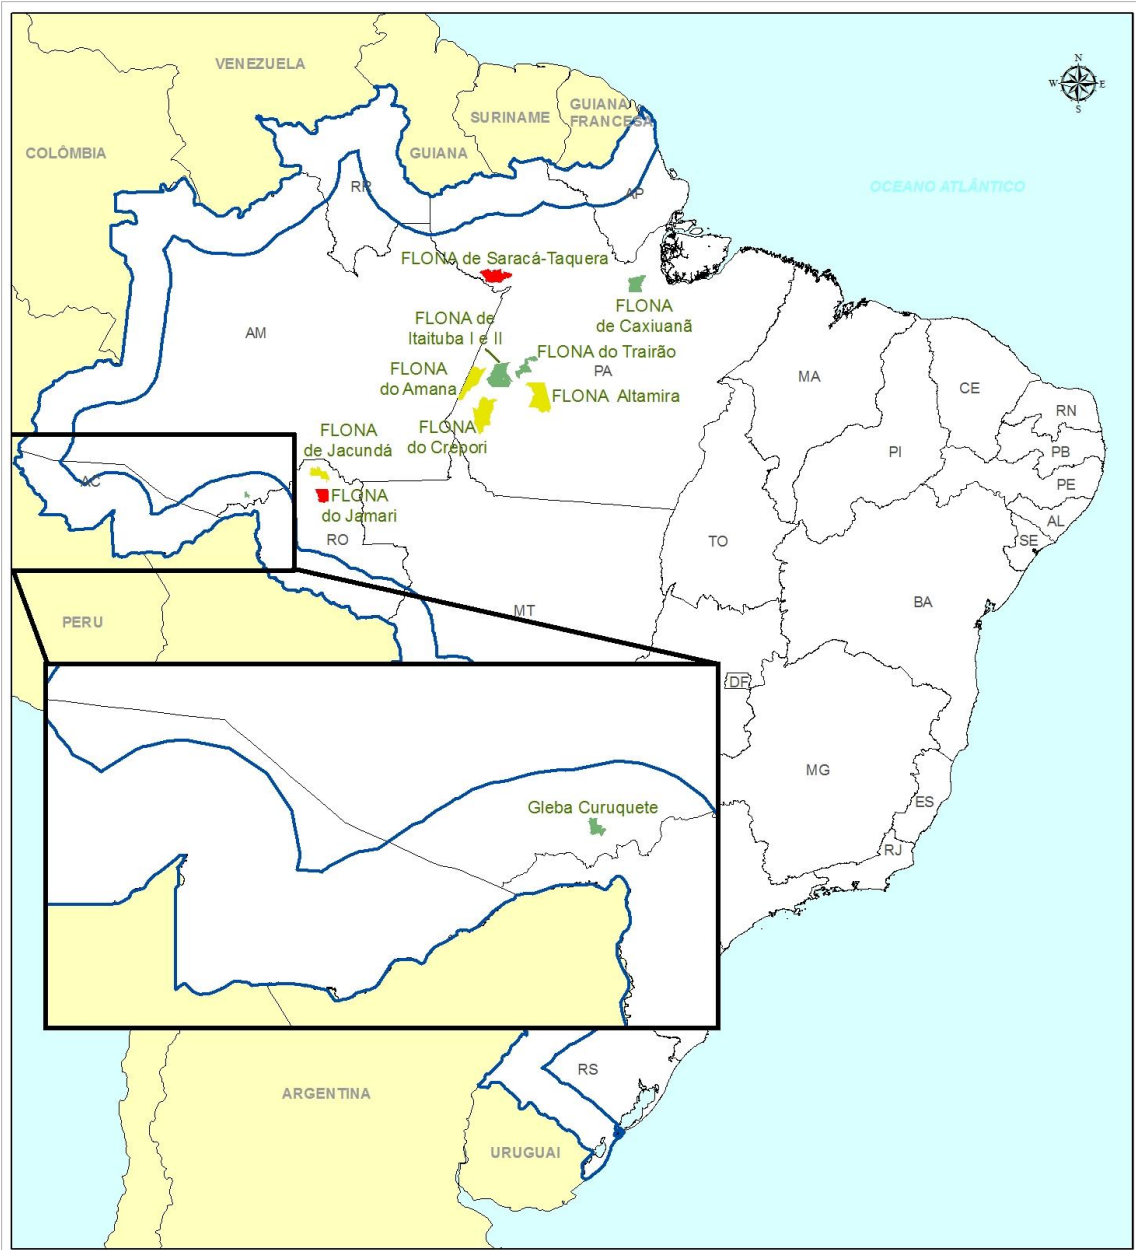 N
W
E
S
VENEZUELA
SURINAME
GUIANA
FRANCESA
COLÔMBIA
GUIANA
RR
AP
OCEANO ATLÂNTICO
FLONA de Saracá-Taquera
FLONA
de Caxiuanã
FLONA de
Itaituba I e II
AM
FLONA do Trairão
PA
FLONA
do Amana
FLONA Altamira
MA
CE
RN
FLONA
do Crepori
FLONA
de Jacundá
PI
PB
AC
PE
FLONA
do Jamari
AL
RO
TO
SE
BA
MT
PERU
DF
MG
Gleba Curuquete
ES
RJ
RS
ARGENTINA
URUGUAI